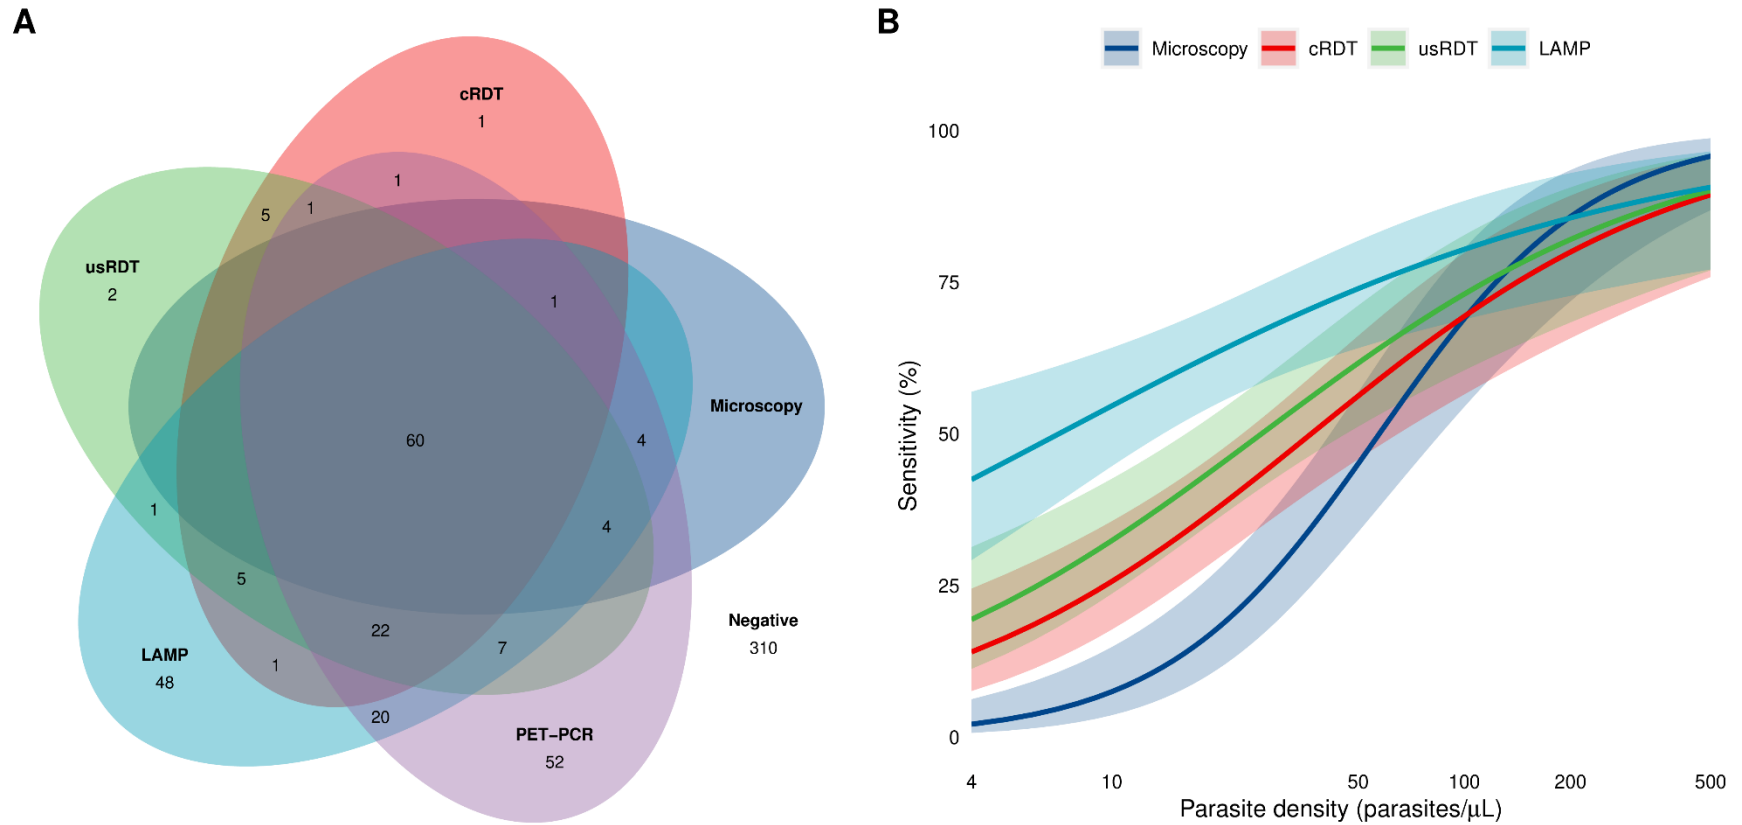 A
cRDT
1
1
5
1
usRDT
2
1
Microscopy
60
4
1
4
5
Negative
310
22
7
LAMP
48
1
20
PET−PCR
52
B
Microscopy
cRDT
usRDT
LAMP
100
75
50
25
0
Sensitivity (%)
4
10
50
100
200
500
Parasite density (parasites/μL)